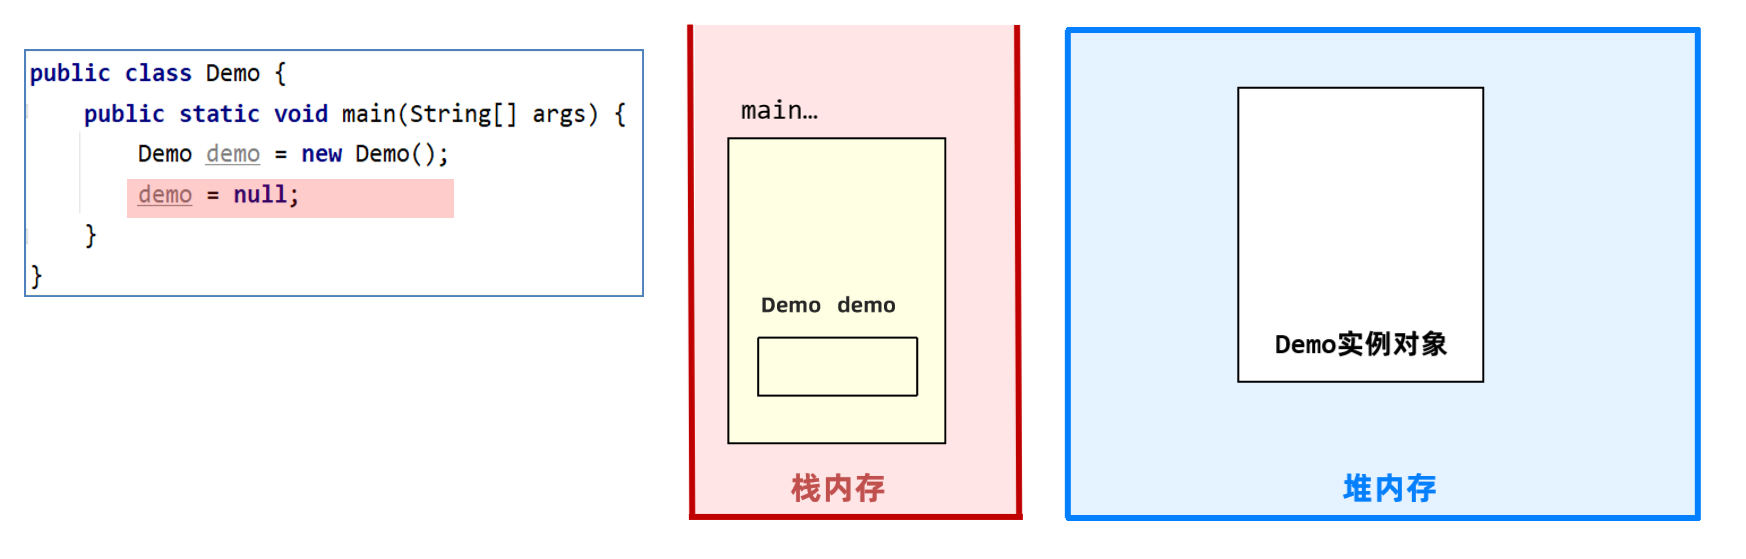 public class Demo {
    public static void main(String[] args) {
        Demo demo = new Demo();
        demo = null;
    }
}
main…
Demo demo
栈内存
Demo实例对象
堆内存